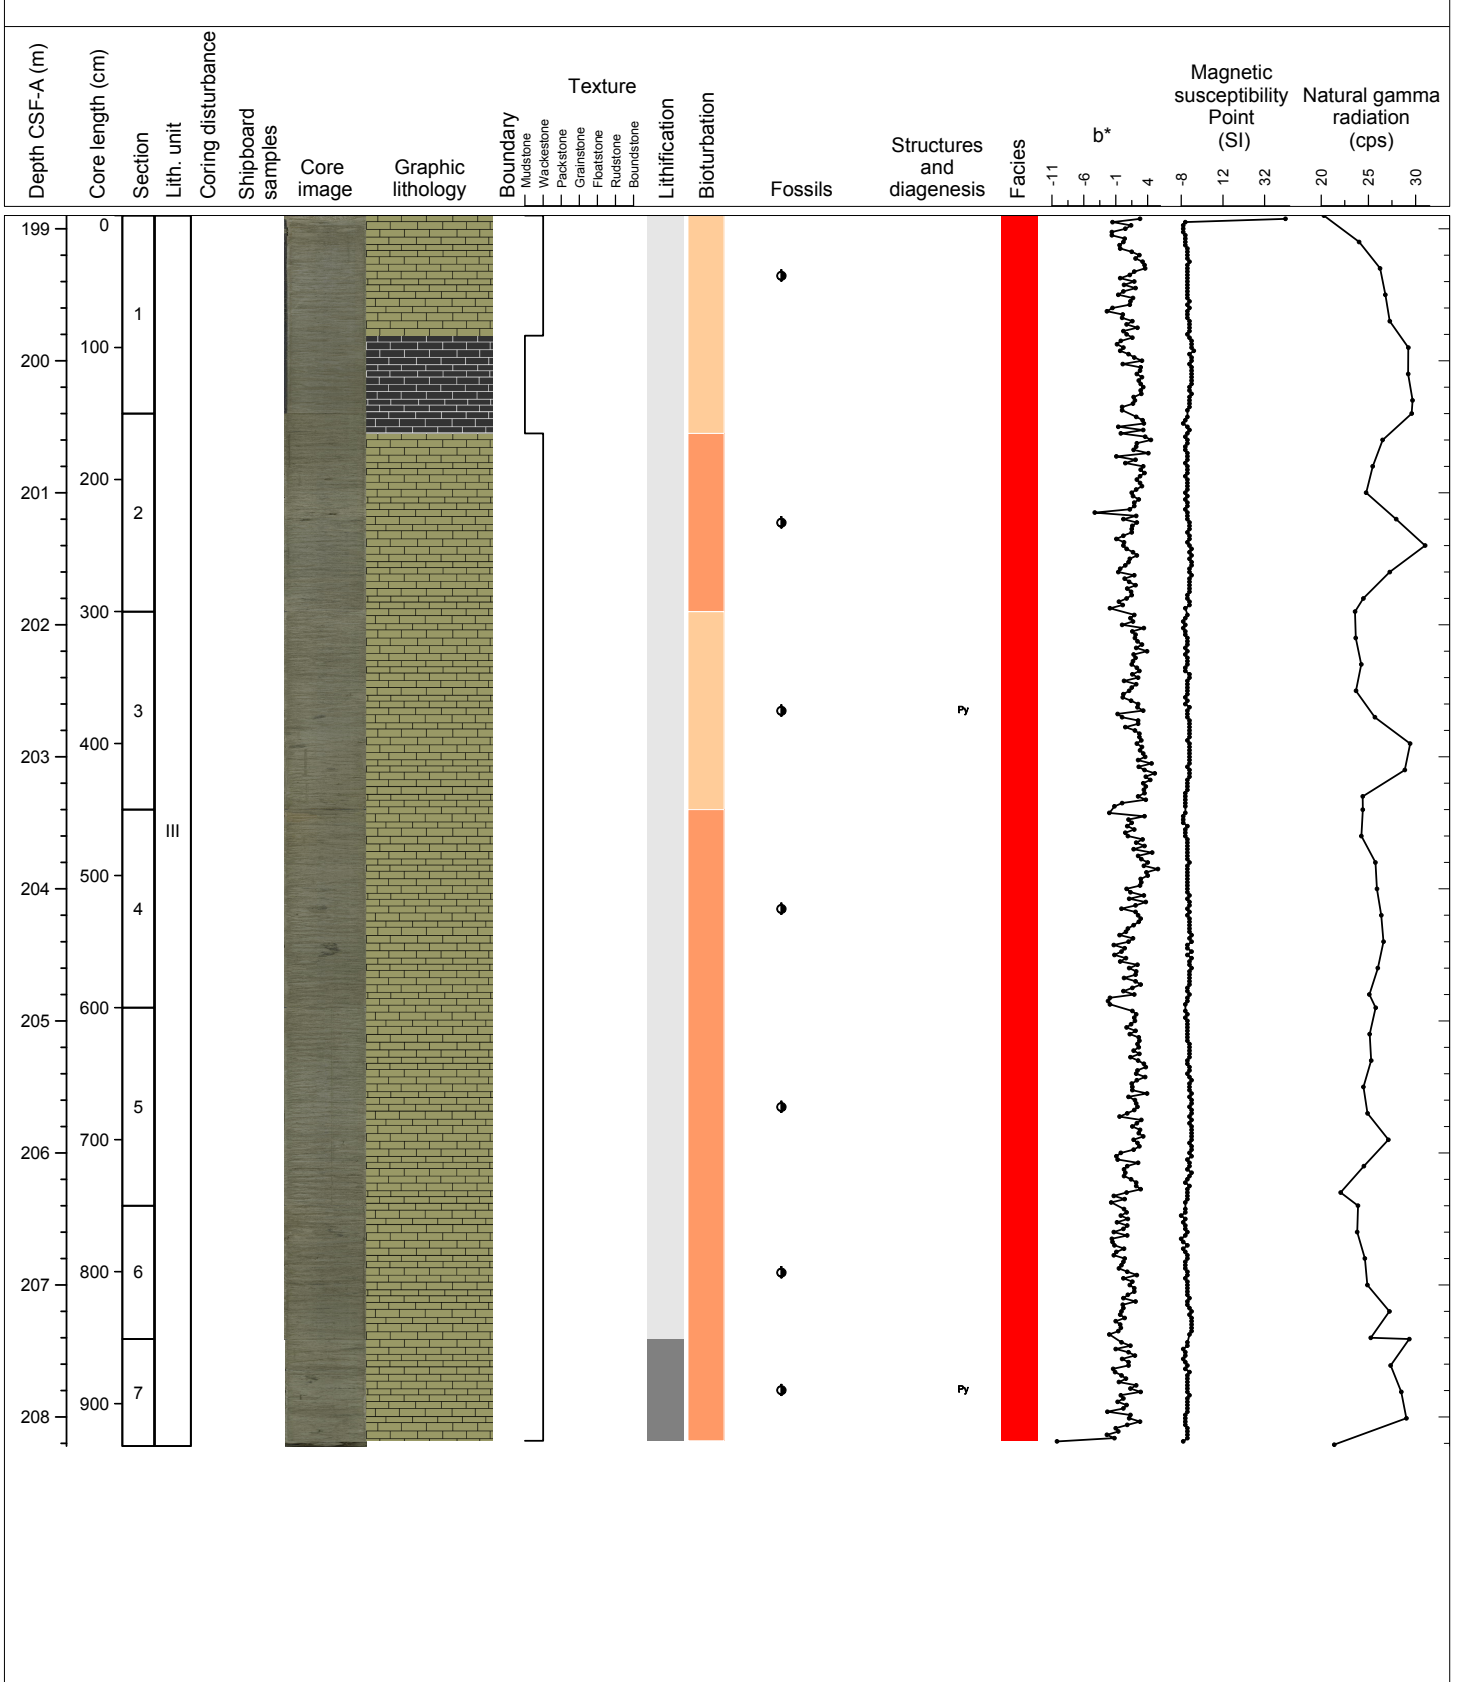 Depth CSF-A (m)
Core length (cm)
Section
Lith. unit
Coring disturbance
Shipboard
samples
Core
image
Graphic
lithology
Boundary
Texture
Mudstone
Wackestone
Packstone
Grainstone
Floatstone
Rudstone
Boundstone
Lithification
Bioturbation
Fossils
Structures
and
diagenesis
Facies
b*
-11 -6 -1 4
Magnetic
susceptibility
Point
(SI)
-8 12 32
Natural gamma
radiation
(cps)
20 25 30
199
0
1
100
200
200
201
2
300
202
3
Py
400
203
III
500
204
4
600
205
5
700
206
6
800
207
7
Py
900
208